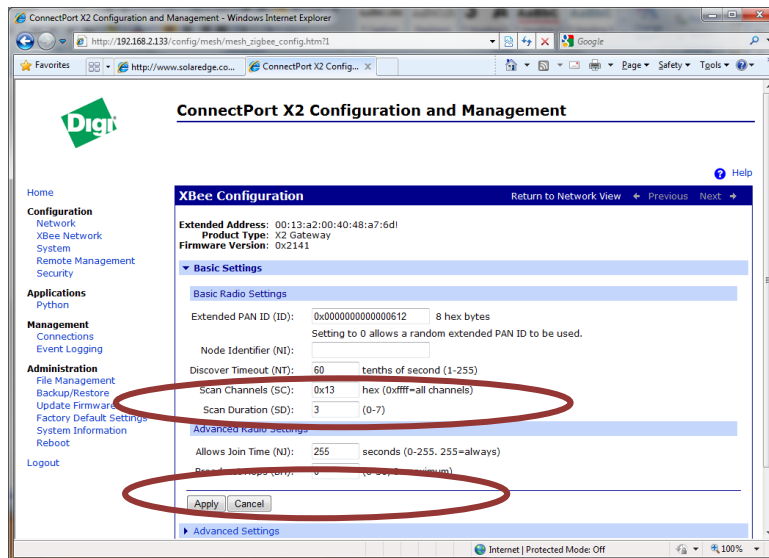 ConnectPort X2 Configuration and Management - Windows Internet Explorer
http://192.168.2.133/config/mesh/mesh_zigbee_config.htm?1
Google
Favorites
http://www.solaredge.co...
ConnectPort X2 Config...
Page
Safety
Tools
Digi
ConnectPort X2 Configuration and Management
Help
Home
Configuration
Network
XBee Network
System
Remote Management
Security
Applications
Python
Management
Connections
Event Logging
Administration
File Management
Backup/Restore
Update Firmware
Factory Default Settings
System Information
Reboot
Logout
XBee Configuration
Return to Network View
Previous
Next
Extended Address: 00:13:a2:00:40:48:a7:6d!
Product Type: X2 Gateway
Firmware Version: 0x2141
Basic Settings
Basic Radio Settings
Extended PAN ID (ID): 0x0000000000000612 8 hex bytes
Setting to 0 allows a random extended PAN ID to be used.
Node Identifier (NI):
Discover Timeout (NT): 60 tenths of second (1-255)
Scan Channels (SC): 0x13 hex (0xffff=all channels)
Scan Duration (SD): 3 (0-7)
Advanced Radio Settings
Allows Join Time (NJ): 255 seconds (0-255. 255=always)
Apply Cancel
Advanced Settings
Internet | Protected Mode: Off
100%